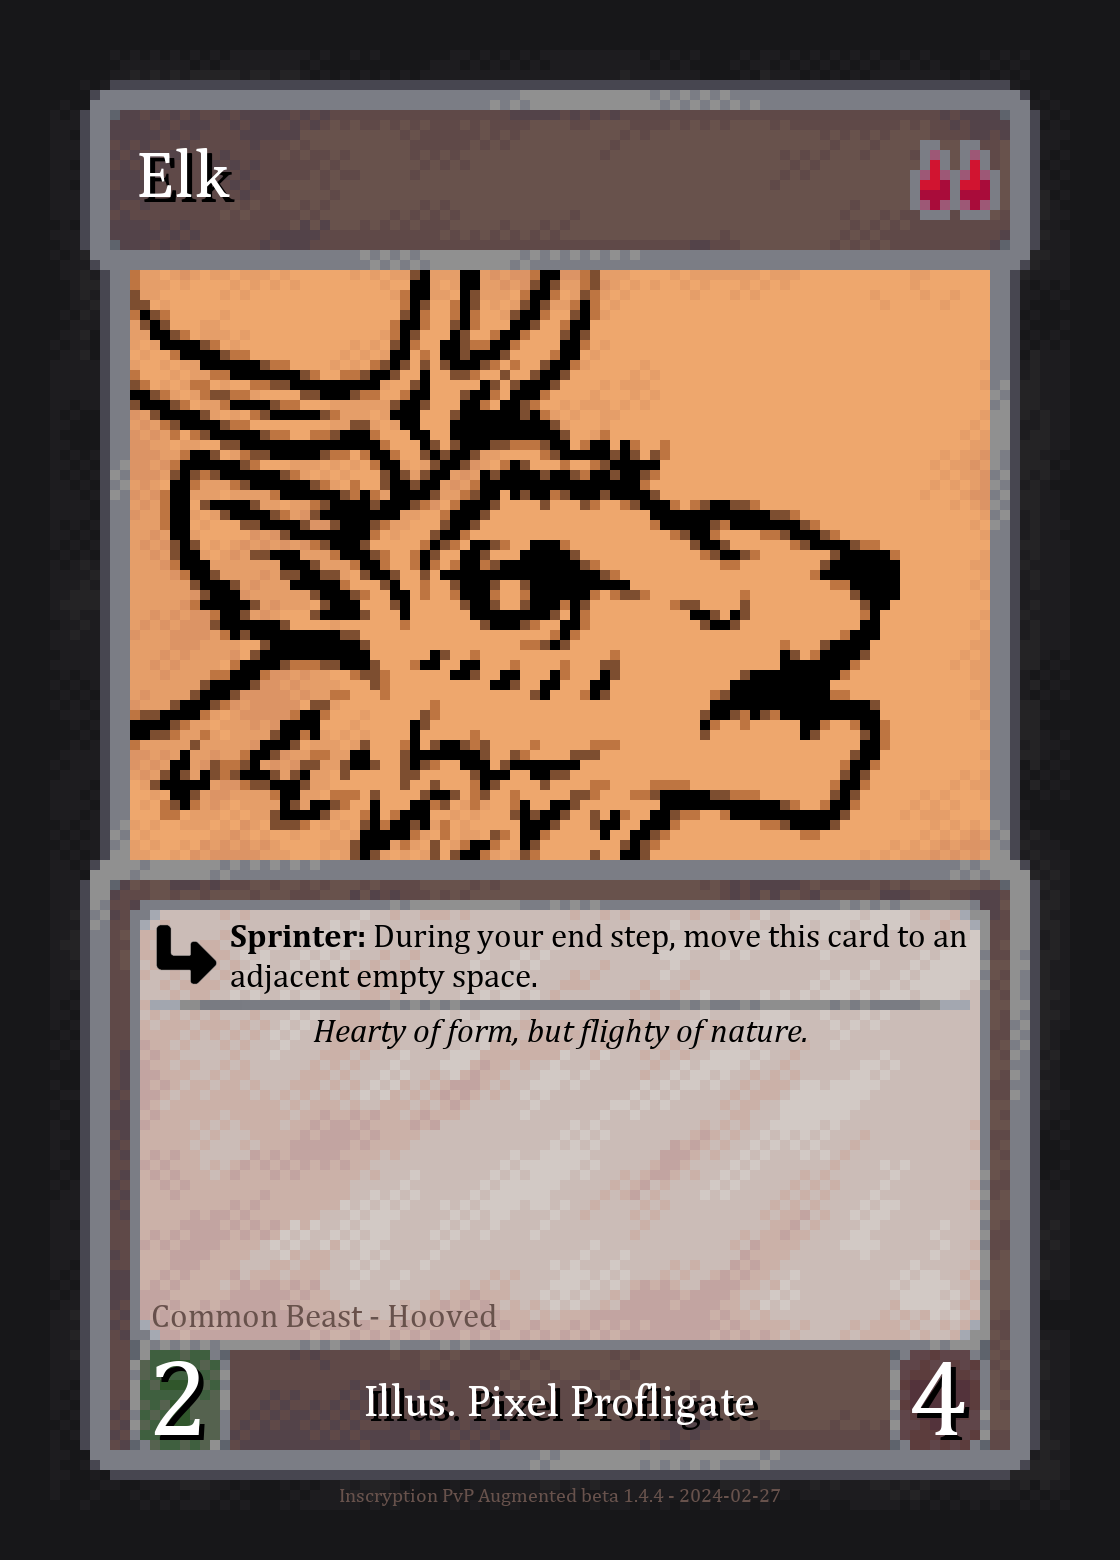 Elk
Sprinter: During your end step, move this card to an
adjacent empty space.
Hearty of form, but flighty of nature.
Common Beast - Hooved
2
Illus. Pixel Profligate
4
Inscryption PvP Augmented beta 1.4.4 - 2024-02-27